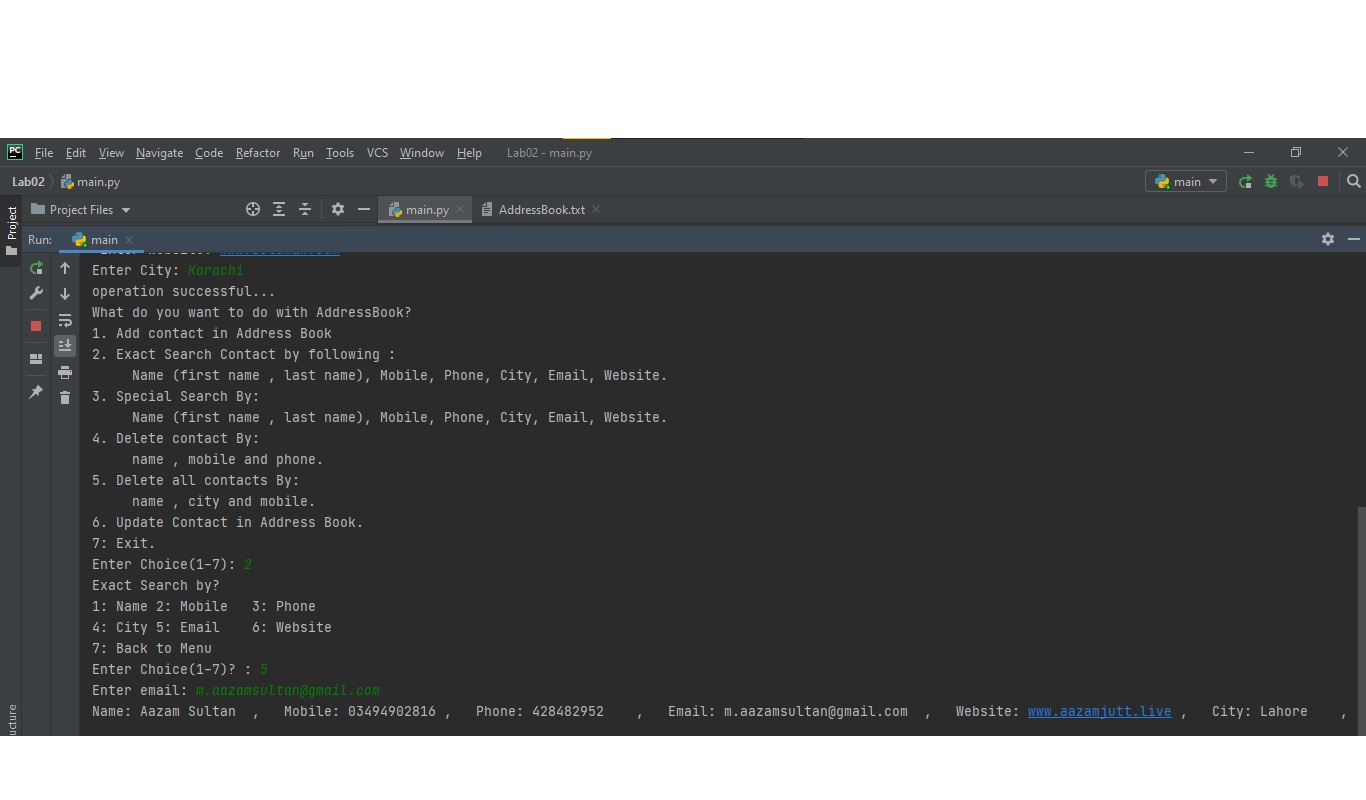 PC File Edit View Navigate Code Refactor Run Tools VCS Window Help Lab02 - main.py
Lab02 main.py main
Project
Project Files main.py AddressBook.txt
Run: main
Enter City: Karachi
operation successful...
What do you want to do with AddressBook?
1. Add contact in Address Book
2. Exact Search Contact by following :
Name (first name , last name), Mobile, Phone, City, Email, Website.
3. Special Search By:
Name (first name , last name), Mobile, Phone, City, Email, Website.
4. Delete contact By:
name , mobile and phone.
5. Delete all contacts By:
name , city and mobile.
6. Update Contact in Address Book.
7: Exit.
Enter Choice(1-7): 2
Exact Search by?
1: Name 2: Mobile 3: Phone
4: City 5: Email 6: Website
7: Back to Menu
Enter Choice(1-7)? : 5
Enter email: m.aazamsultan@gmail.com
Name: Aazam Sultan , Mobile: 03494902816 , Phone: 428482952 , Email: m.aazamsultan@gmail.com , Website: www.aazamjutt.live , City: Lahore ,
ucture